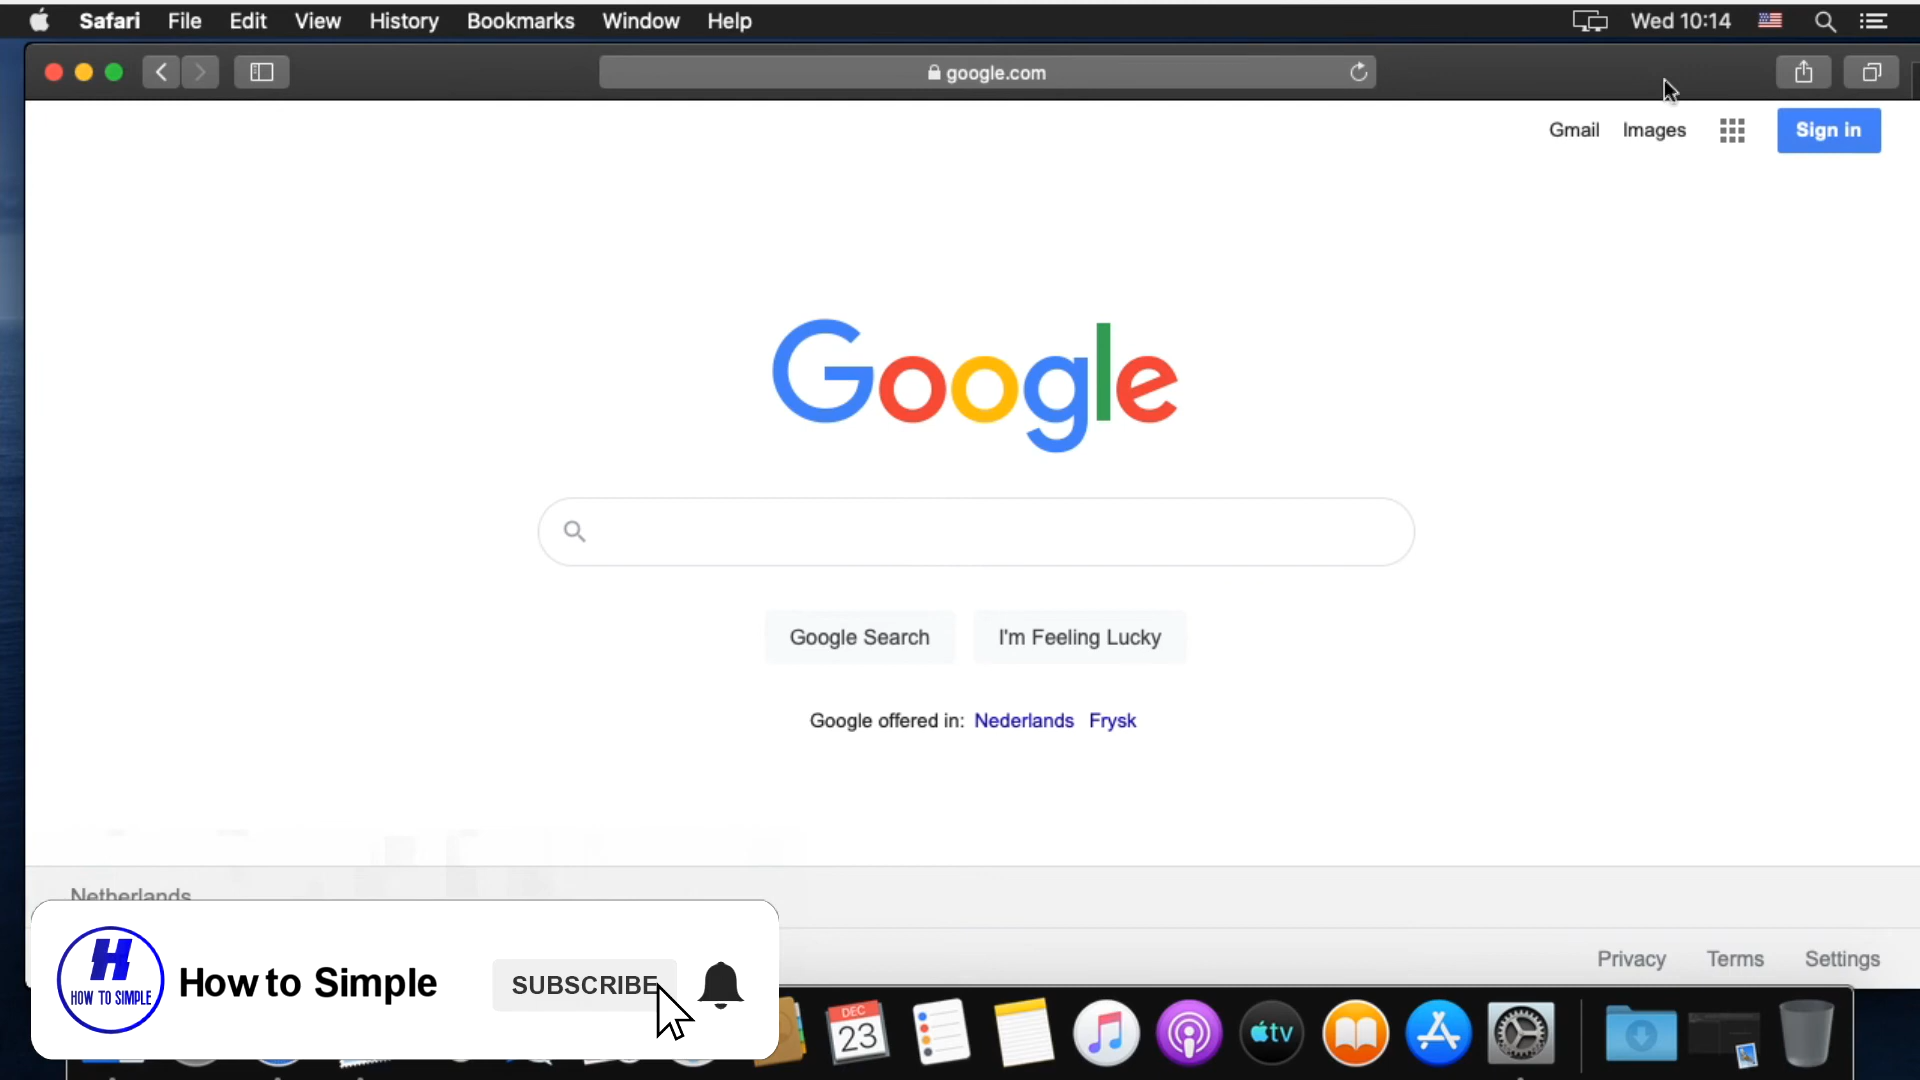 Safari File Edit View History Bookmarks Window Help Wed 10:14
google.com
Gmail Images Sign in
Google
Google Search I'm Feeling Lucky
Google offered in: Nederlands Frysk
Netherlands
Privacy Terms Settings
H
HOW TO SIMPLE
How to Simple SUBSCRIBE
DEC
23
tv